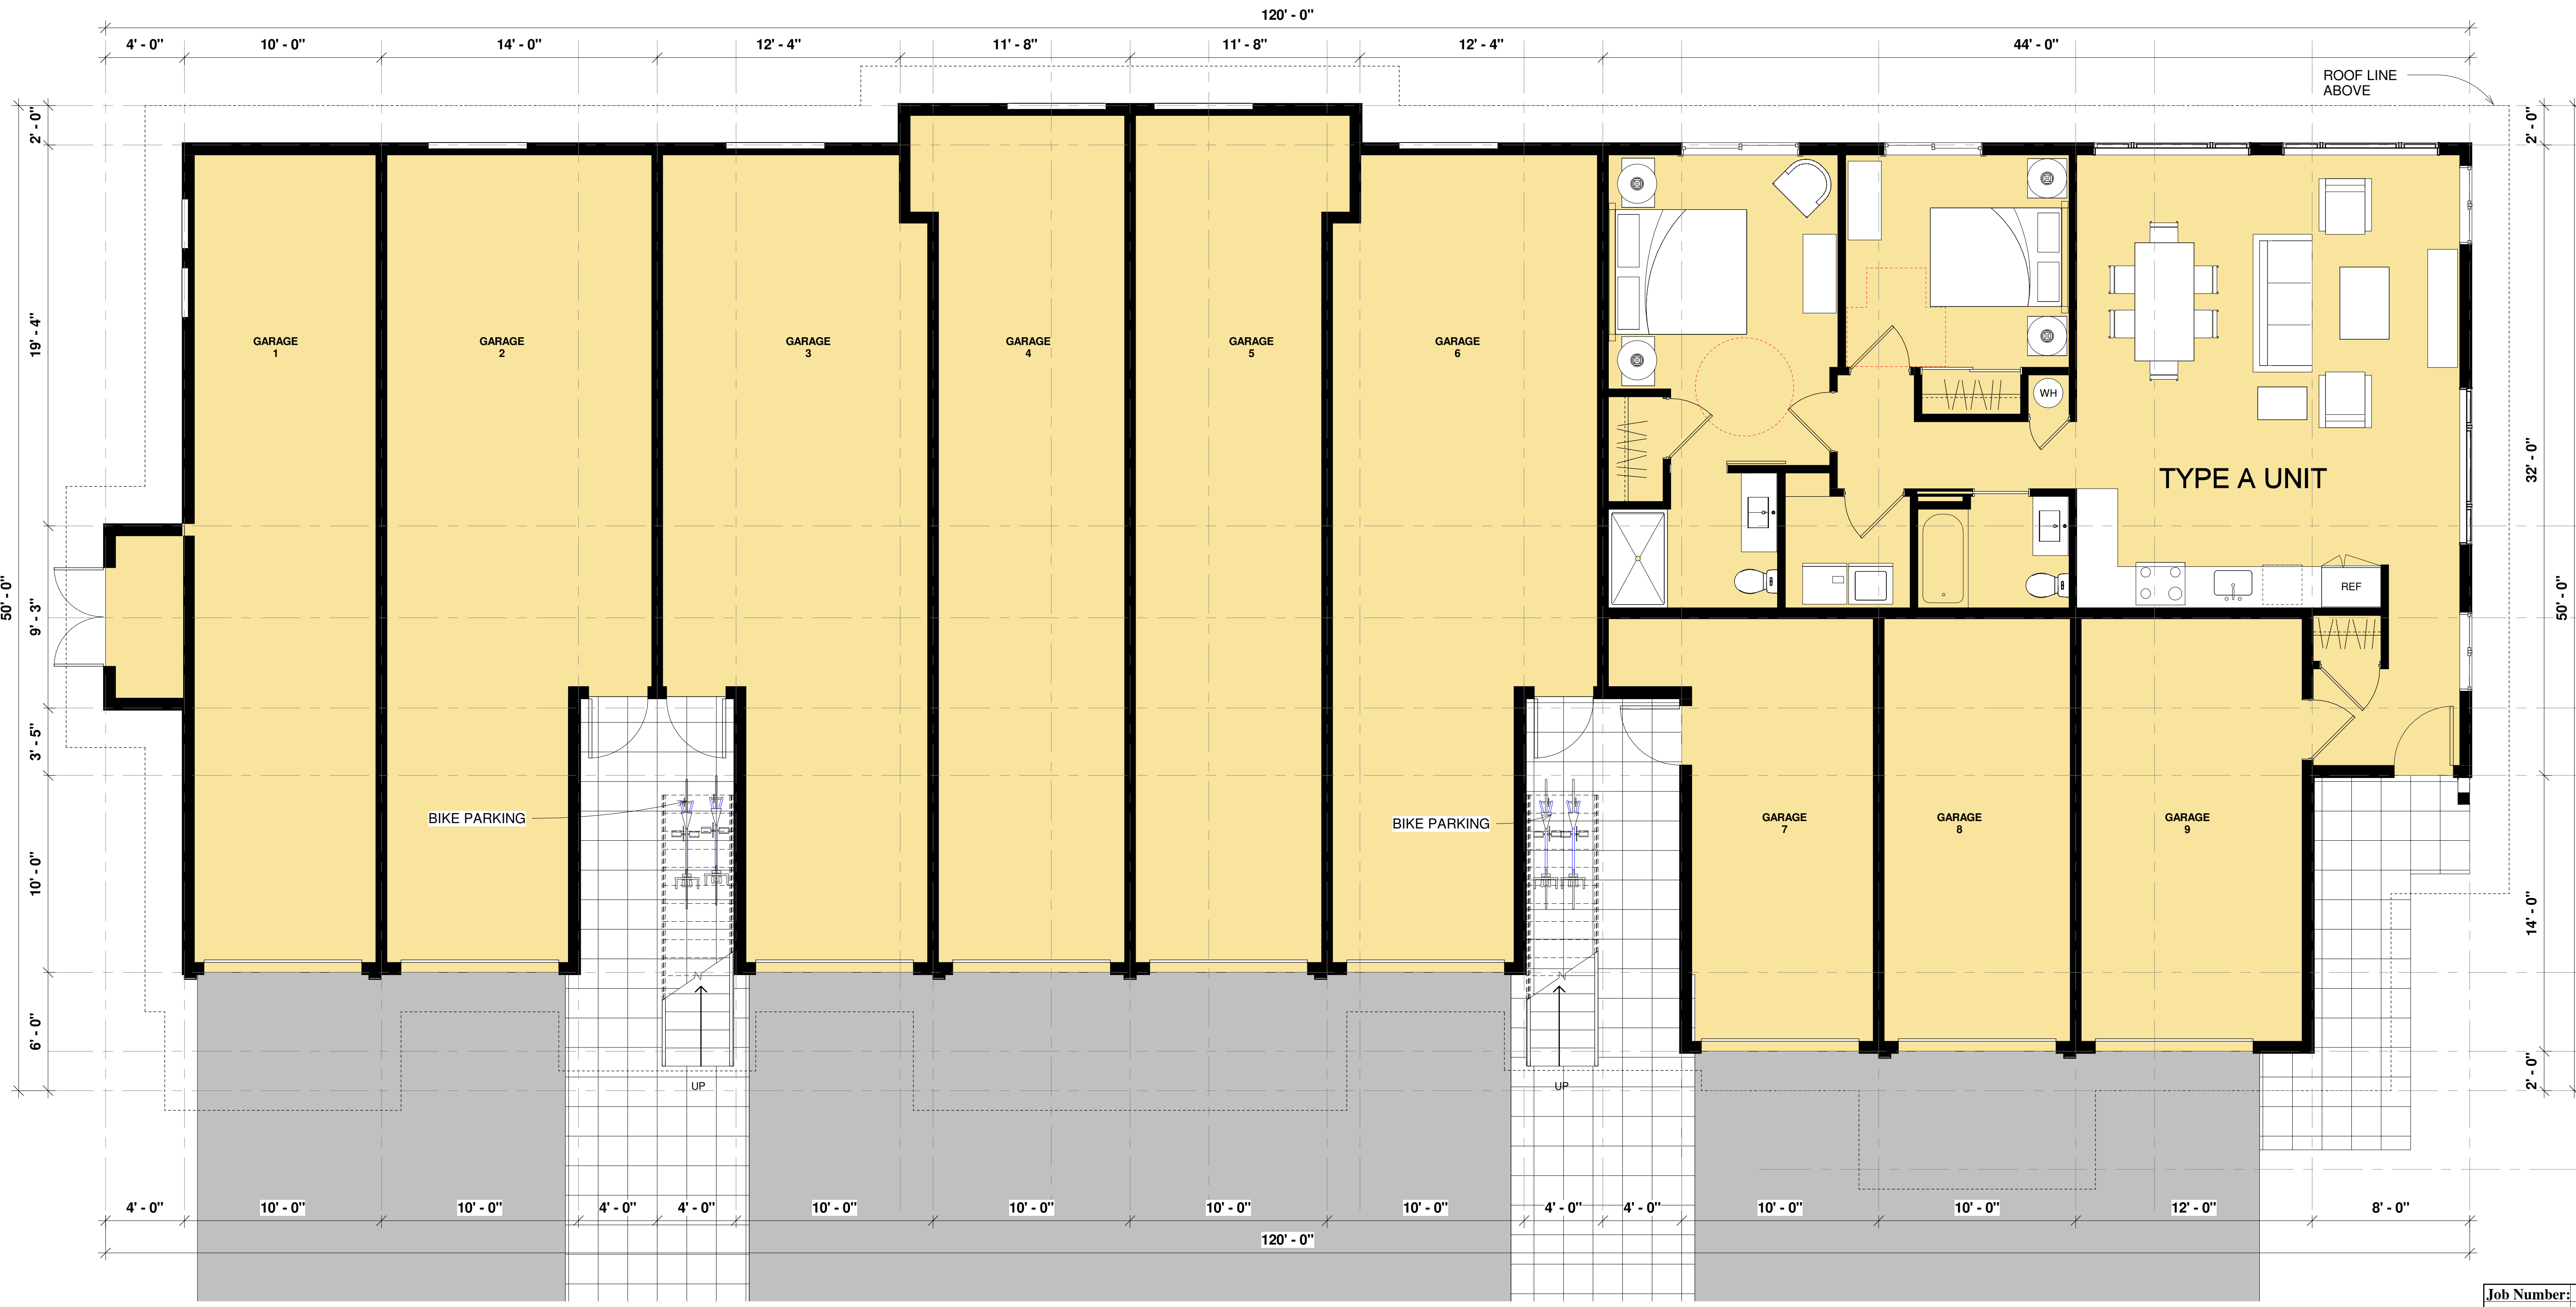 120' - 0"
4' - 0"
10' - 0"
14' - 0"
12' - 4"
11' - 8"
11' - 8"
12' - 4"
44' - 0"
ROOF LINE
ABOVE
2' - 0"
19' - 4"
9' - 3"
3' - 5"
10' - 0"
6' - 0"
50' - 0"
GARAGE
1
GARAGE
2
GARAGE
3
GARAGE
4
GARAGE
5
GARAGE
6
WH
TYPE A UNIT
REF
BIKE PARKING
BIKE PARKING
GARAGE
7
GARAGE
8
GARAGE
9
UP
UP
2' - 0"
32' - 0"
14' - 0"
2' - 0"
50' - 0"
4' - 0"
10' - 0"
10' - 0"
4' - 0"
4' - 0"
10' - 0"
10' - 0"
10' - 0"
10' - 0"
4' - 0"
4' - 0"
10' - 0"
10' - 0"
12' - 0"
8' - 0"
120' - 0"
Job Number: